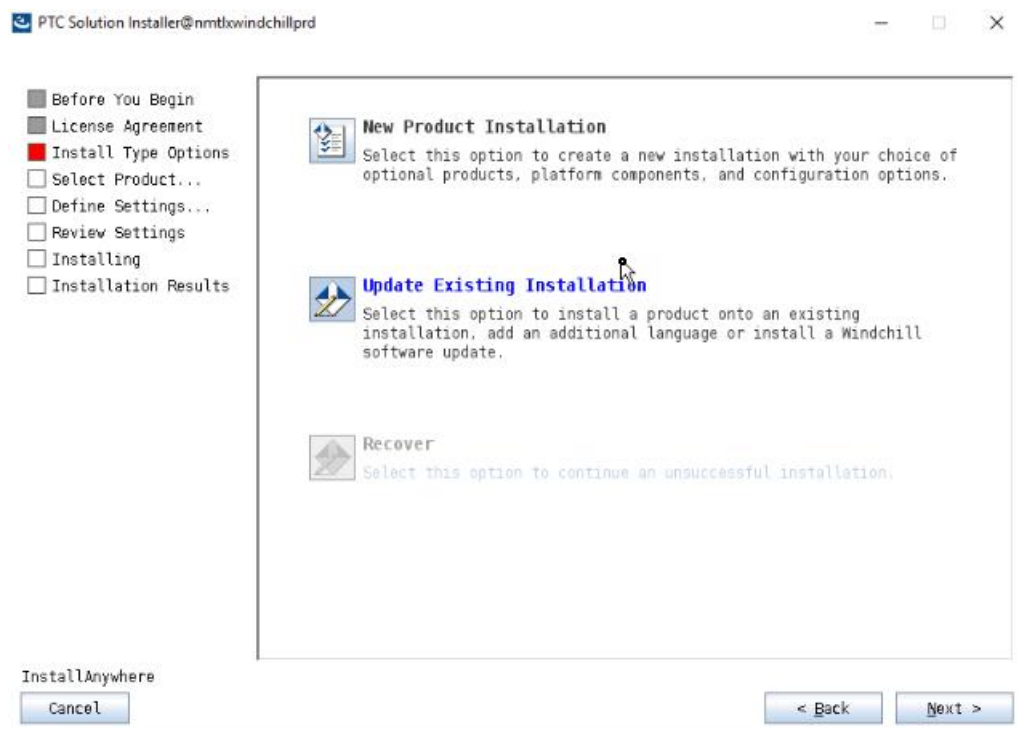 PTC Solution Installer@nmtlxwindchillprd
Before You Begin
License Agreement
Install Type Options
Select Product...
Define Settings...
Review Settings
Installing
Installation Results
New Product Installation
Select this option to create a new installation with your choice of
optional products, platform components, and configuration options.
Update Existing Installation
Select this option to install a product onto an existing
installation, add an additional language or install a Windchill
software update.
Recover
Select this option to continue an unsuccessful installation.
InstallAnywhere
Cancel
< Back
Next >